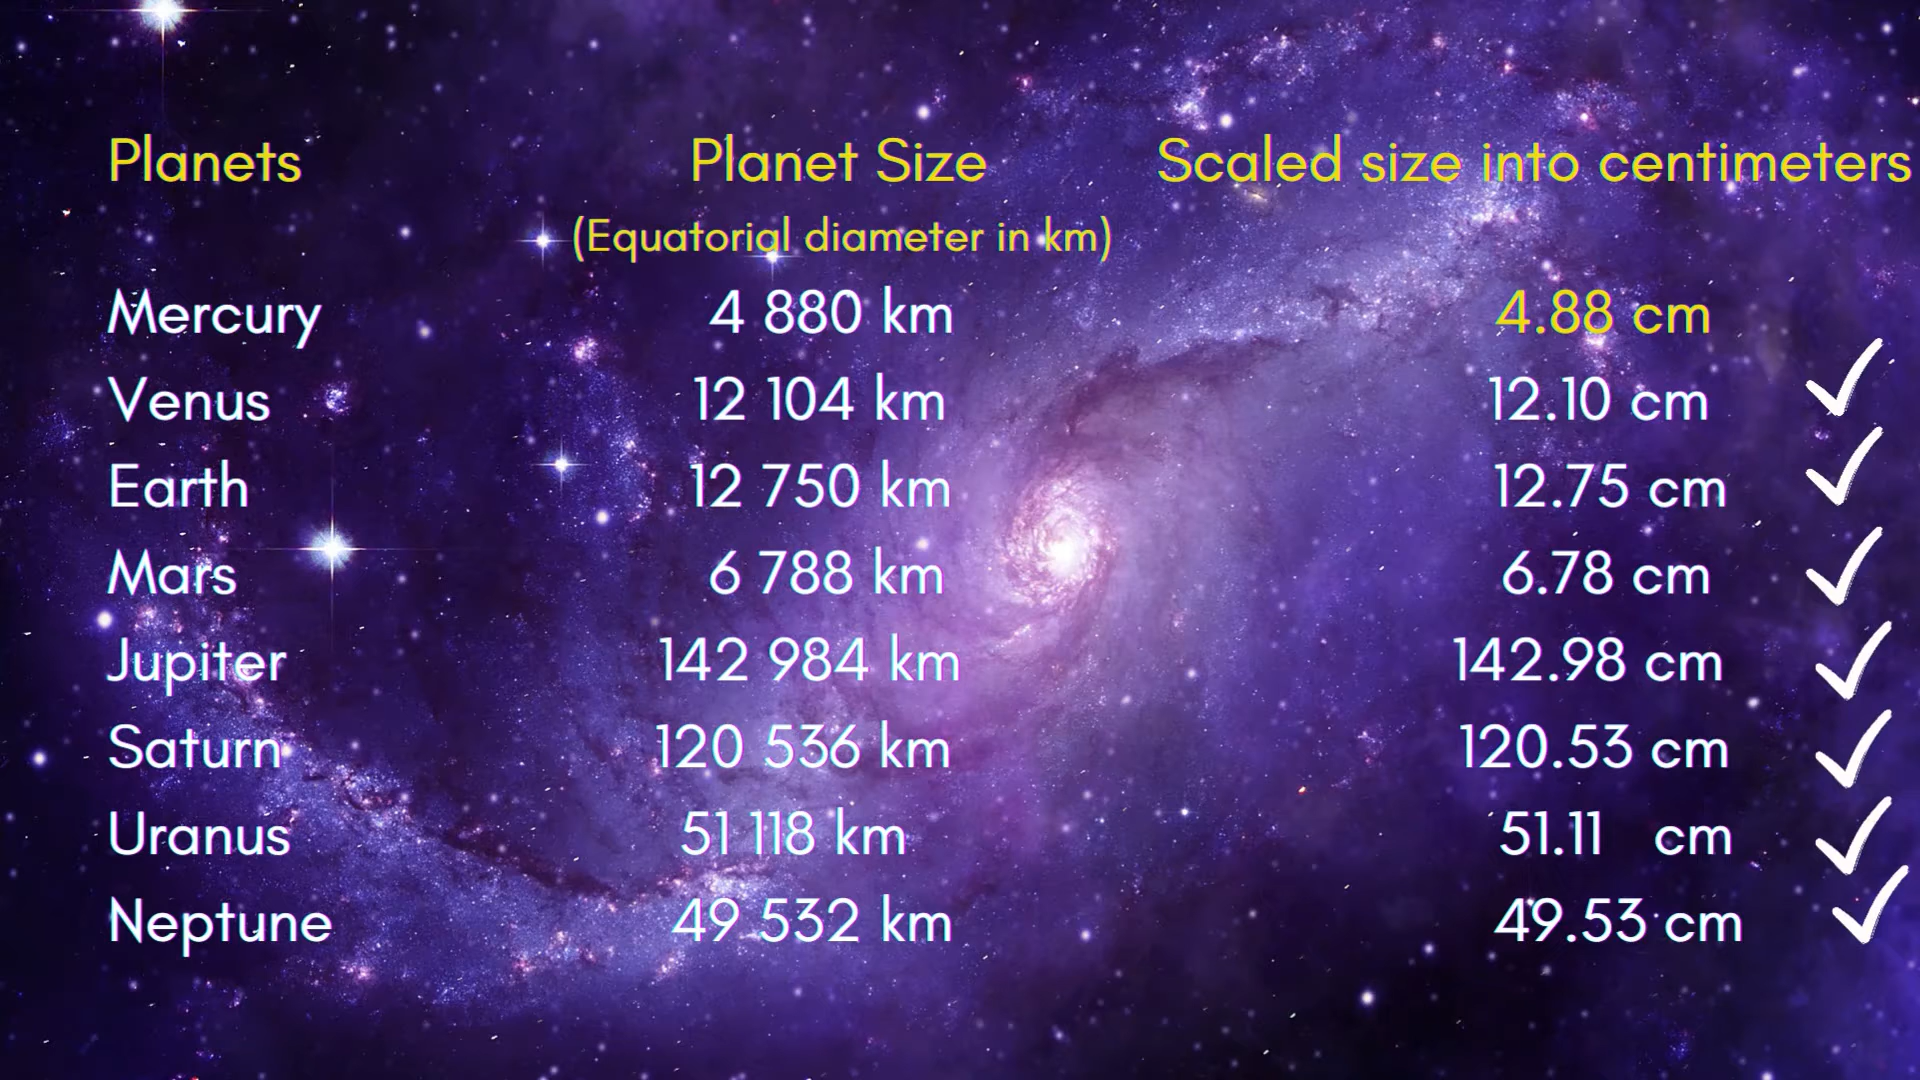 Planets Planet Size Scaled size into centimeters
(Equatorial diameter in km)
Mercury 4 880 km 4.88 cm
Venus 12 104 km 12.10 cm
Earth 12 750 km 12.75 cm
Mars 6 788 km 6.78 cm
Jupiter 142 984 km 142.98 cm
Saturn 120 536 km 120.53 cm
Uranus 51 118 km 51.11 cm
Neptune 49 532 km 49.53 cm